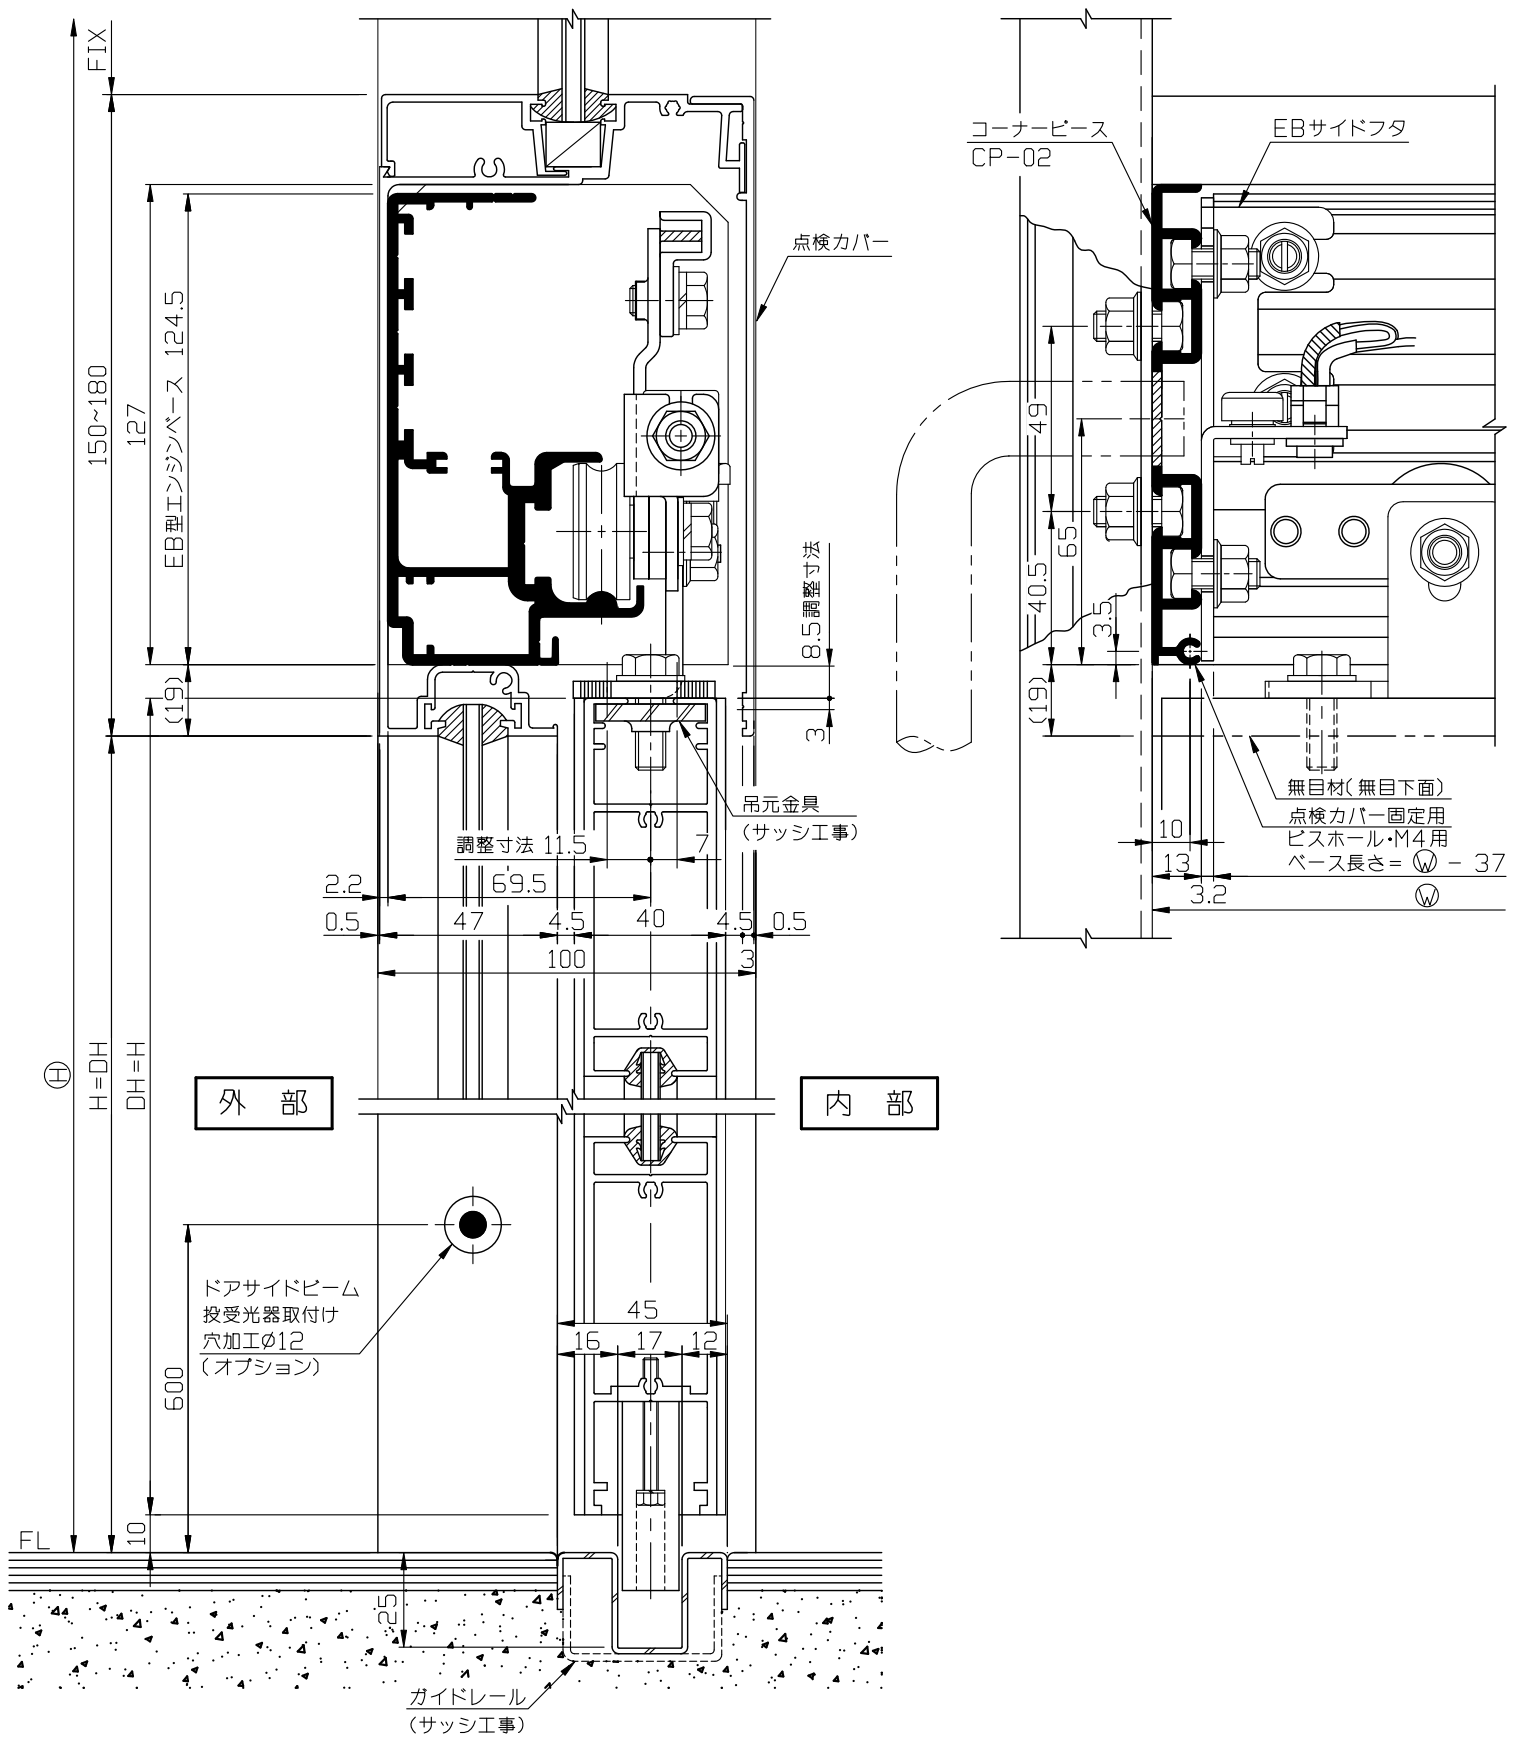 FIX
150~180
127
EB型エンジンベース 124.5
(19)
点検カバー
8.5調整寸法
3
吊元金具
(サッシ工事)
調整寸法 11.5
7
2.2
69.5
0.5
47
4.5
40
4.5
0.5
100
3
Ⓗ
H=DH
DH=H
外 部
内 部
ドアサイドビーム
投受光器取付け
穴加工φ12
(オプション)
600
45
16
17
12
10
FL
25
ガイドレール
(サッシ工事)
コーナーピース
CP-02
EBサイドフタ
49
65
40.5
3.5
(19)
無目材(無目下面)
点検カバー固定用
ビスホール・M4用
ベース長さ=Ⓦ - 37
10
13
3.2
Ⓦ